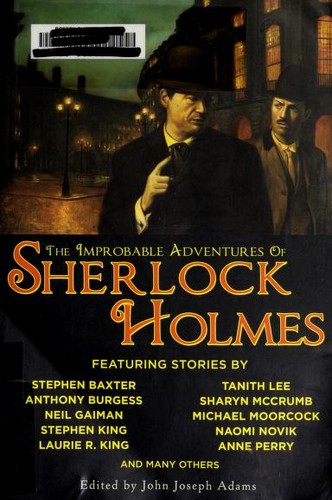 The Improbable Adventures Of
Sherlock
Holmes
FEATURING STORIES BY
STEPHEN BAXTER
ANTHONY BURGESS
NEIL GAIMAN
STEPHEN KING
LAURIE R. KING
TANITH LEE
SHARYN MCCRUMB
MICHAEL MOORCOCK
NAOMI NOVIK
ANNE PERRY
AND MANY OTHERS
Edited by John Joseph Adams